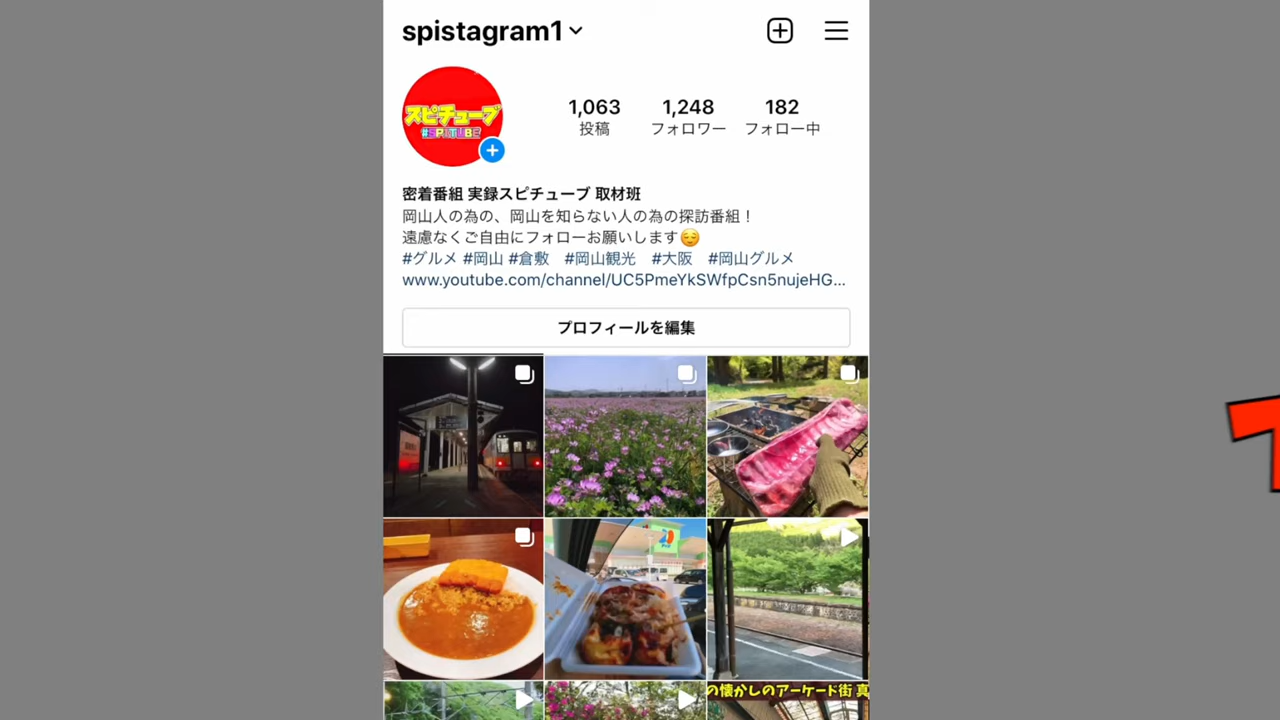 spistagram1
スピチューブ
#SPITUBE
1,063
投稿
1,248
フォロワー
182
フォロー中
密着番組 実録スピチューブ 取材班
岡山人の為の、岡山を知らない人の為の探訪番組！
遠慮なくご自由にフォローお願いします😌
#グルメ #岡山 #倉敷　#岡山観光　#大阪　#岡山グルメ
www.youtube.com/channel/UC5PmeYkSWfpCsn5nujeHG...
プロフィールを編集
の懐かしのアーケード街 真